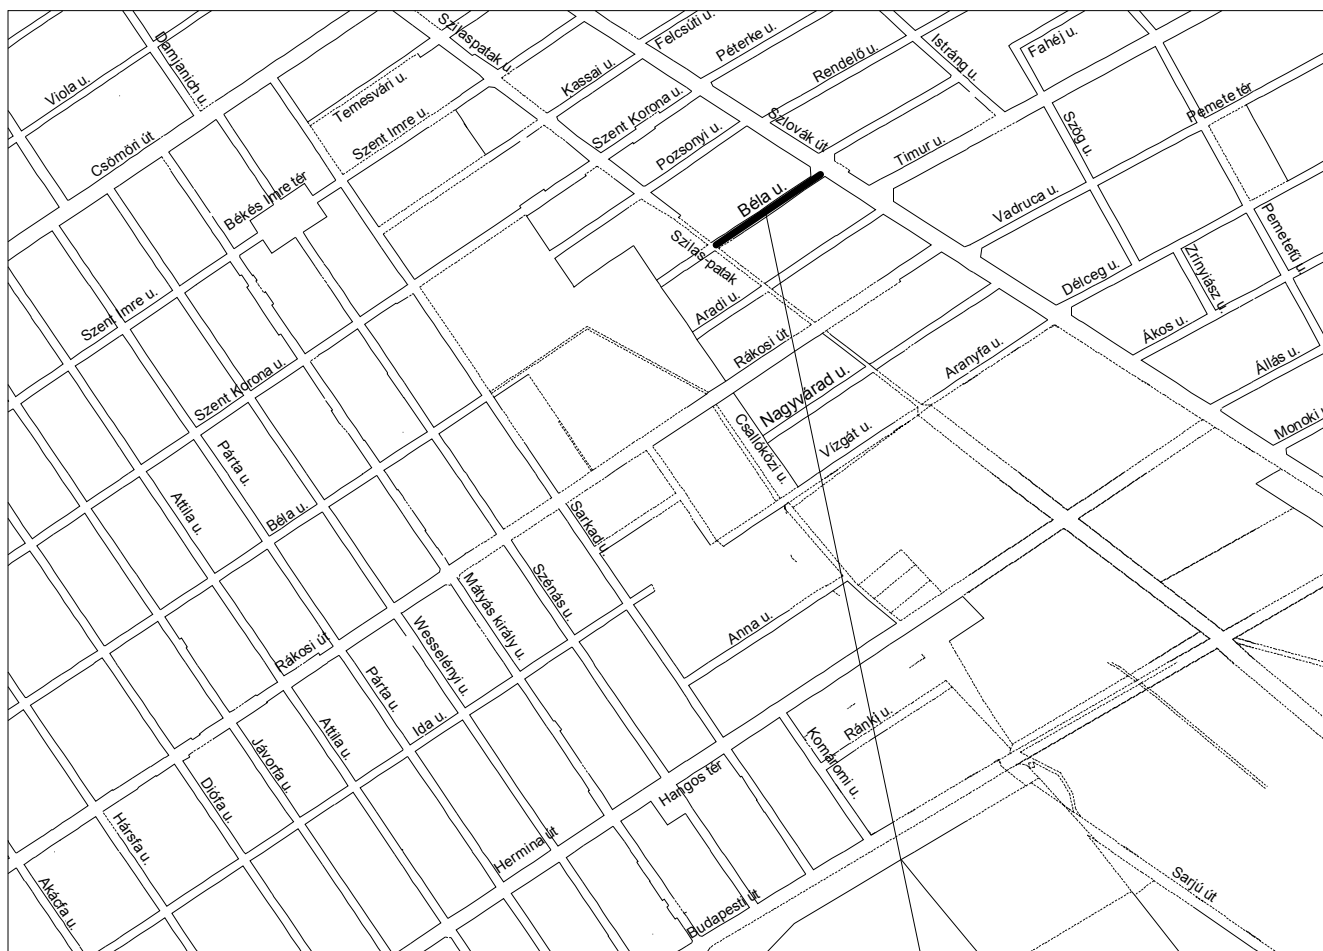 Szilaspatak u.
Felcsúti u.
Péterke u.
Rendelő u.
Istráng u.
Fahéj u.
Damjanich u.
Viola u.
Temesvári u.
Kassai u.
Szent Imre u.
Szent Korona u.
Szlovák út
Pemete tér
Szög u.
Csömöri út
Pozsonyi u.
Timur u.
Békés Imre tér
Béla u.
Vadruca u.
Szilas-patak
Pemetefű u.
Zrínyiász u.
Délceg u.
Szent Imre u.
Aradi u.
Ákos u.
Rákosi út
Aranyfa u.
Állás u.
Szent Korona u.
Nagyvárad u.
Csallóközi u.
Vízgát u.
Monoki u.
Párta u.
Attila u.
Béla u.
Sarkad u.
Szénás u.
Mátyás király u.
Wesselényi u.
Anna u.
Rákosi út
Párta u.
Attila u.
Ida u.
Ránki u.
Komáromi u.
Jávorfa u.
Diófa u.
Hangos tér
Hársfa u.
Hermina út
Akácfa u.
Budapesti út
Sarjú út